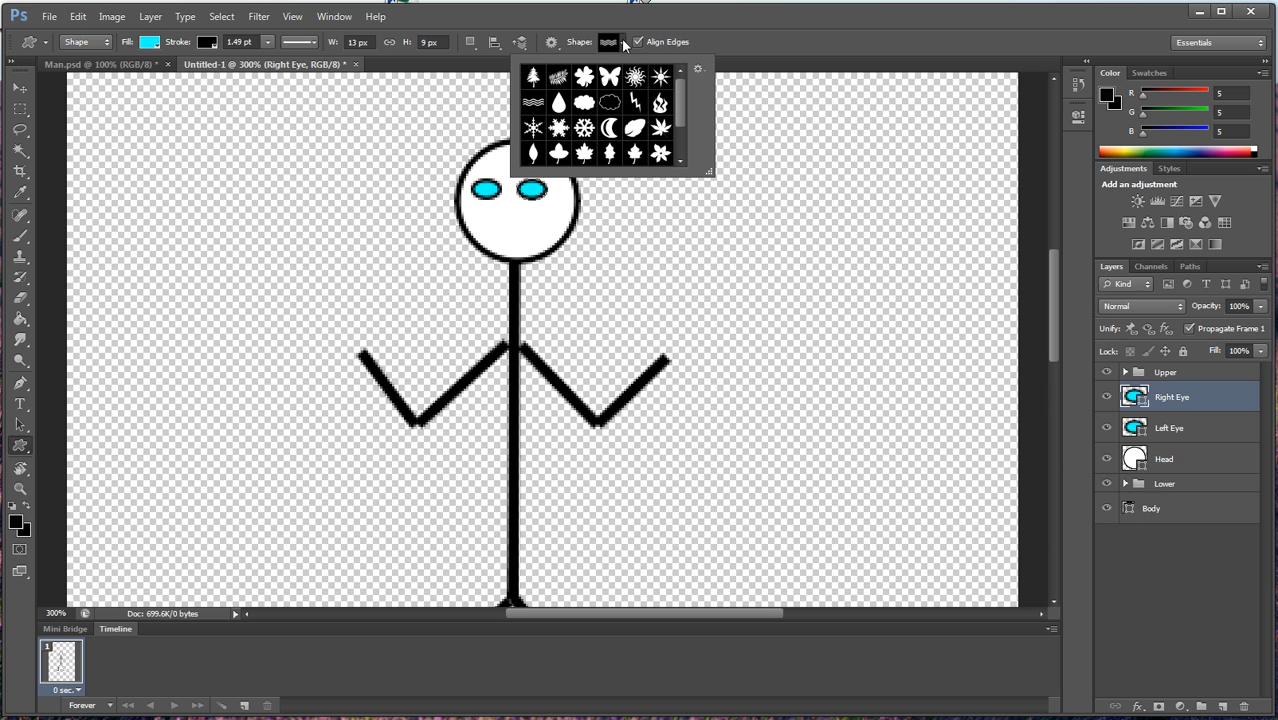 Ps File Edit Image Layer Type Select Filter View Window Help
Shape Fill: Stroke: 1.49 pt W: 13 px H: 9 px Shape: Align Edges Essentials
Man.psd @ 100% (RGB/8) * × Untitled-1 @ 300% (Right Eye, RGB/8) * ×
Color Swatches
R 5
G 5
B 5
Adjustments Styles
Add an adjustment
Layers Channels Paths
Kind
Normal Opacity: 100%
Unify: Propagate Frame 1
Lock: Fill: 100%
Upper
Right Eye
Left Eye
Head
Lower
Body
300% Doc: 699.6K/0 bytes
Mini Bridge Timeline
1
0 sec.
Forever